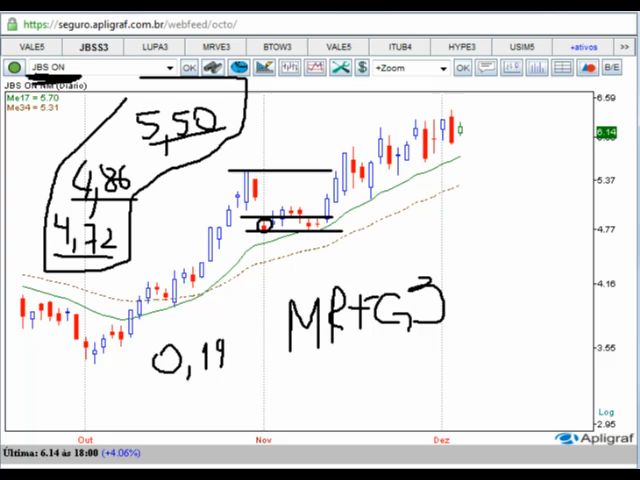 https://seguro.apligraf.com.br/webfeed/octo/
VALE5 JBSS3 LUPA3 MRVE3 BTOW3 VALE5 ITUB4 HYPE3 USIM5 +ativos >>
JBS ON OK $ +Zoom OK B/E
JBS ON NM (Diário)
Me17 = 5.70
Me34 = 5.31
6.59
6.14
5,50
5.37
4,86
4.77
4,72
4.16
MR+G,3
0,19
3.55
2.95
Log
Out Nov Dez
Apligraf
Última: 6.14 às 18:00 (+4.06%)